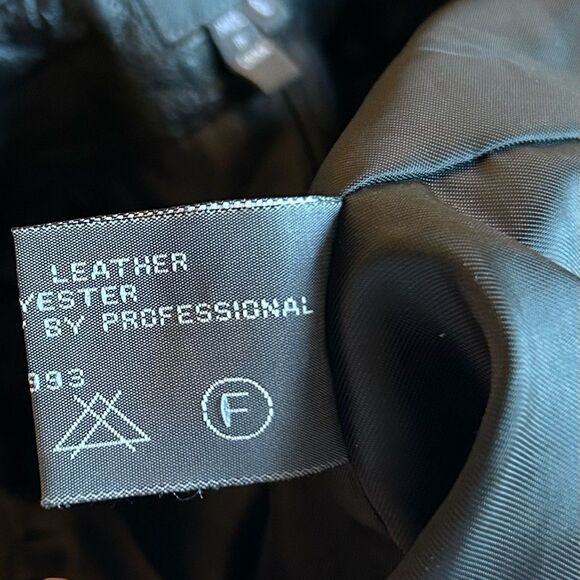 LEATHER
YESTER
BY PROFESSIONAL
993
F